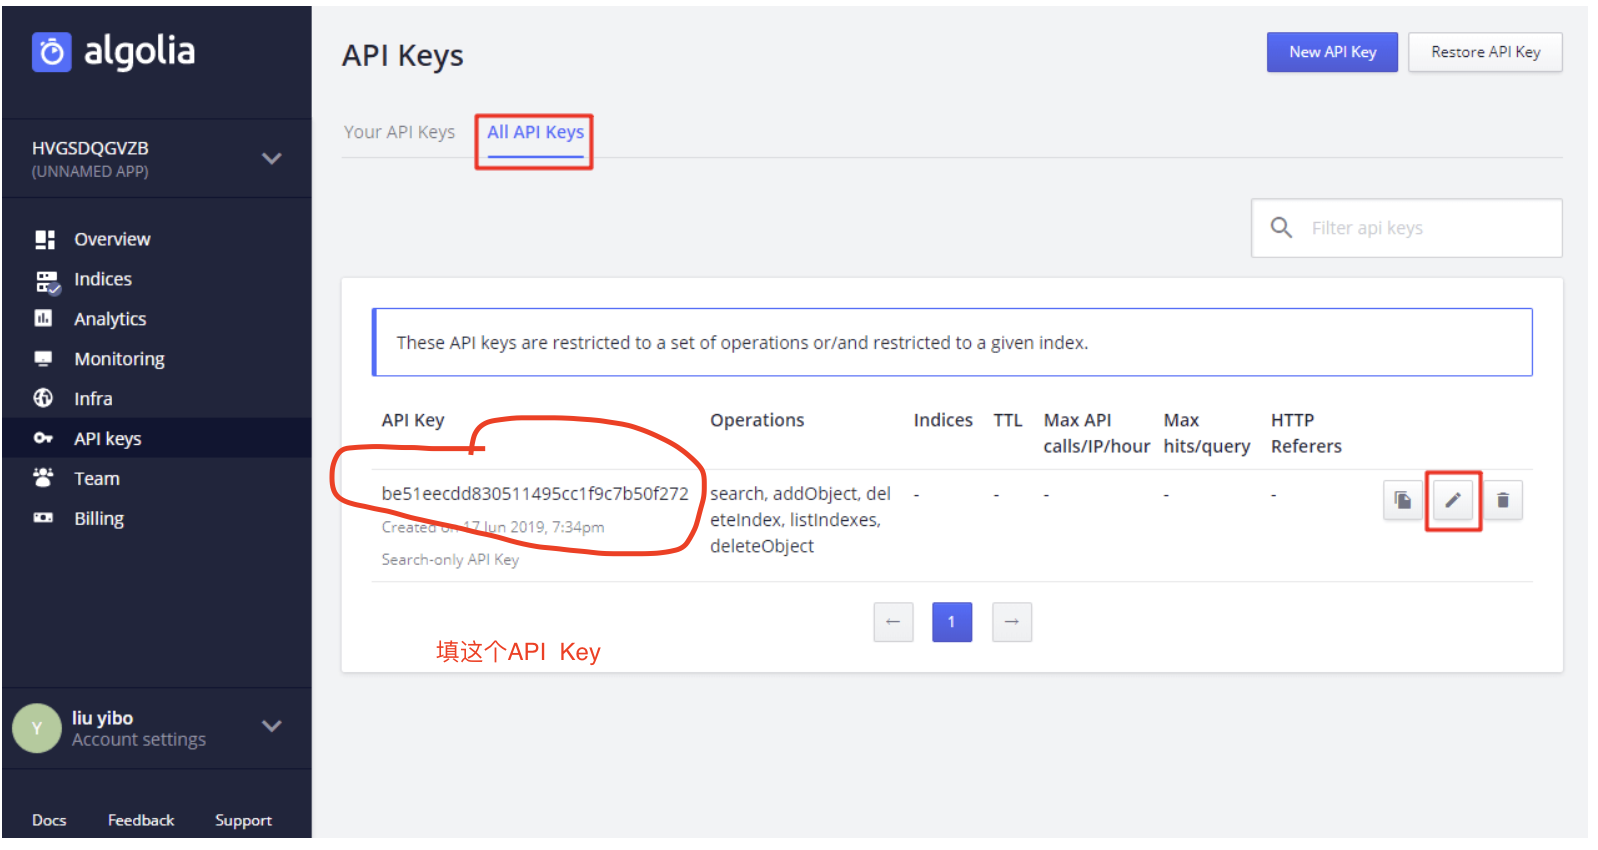 algolia
HVGSDQGVZB
(UNNAMED APP)
Overview
Indices
Analytics
Monitoring
Infra
API keys
Team
Billing
liu yibo
Y
Account settings
Docs Feedback Support
API Keys
New API Key Restore API Key
Your API Keys All API Keys
Filter api keys
These API keys are restricted to a set of operations or/and restricted to a given index.
API Key Operations Indices TTL Max API calls/IP/hour Max hits/query HTTP Referers
be51eecdd830511495cc1f9c7b50f272 search, addObject, del - - - - -
eteIndex, listIndexes,
Created on 17 Jun 2019, 7:34pm
deleteObject
Search-only API Key
← 1 →
填这个API Key